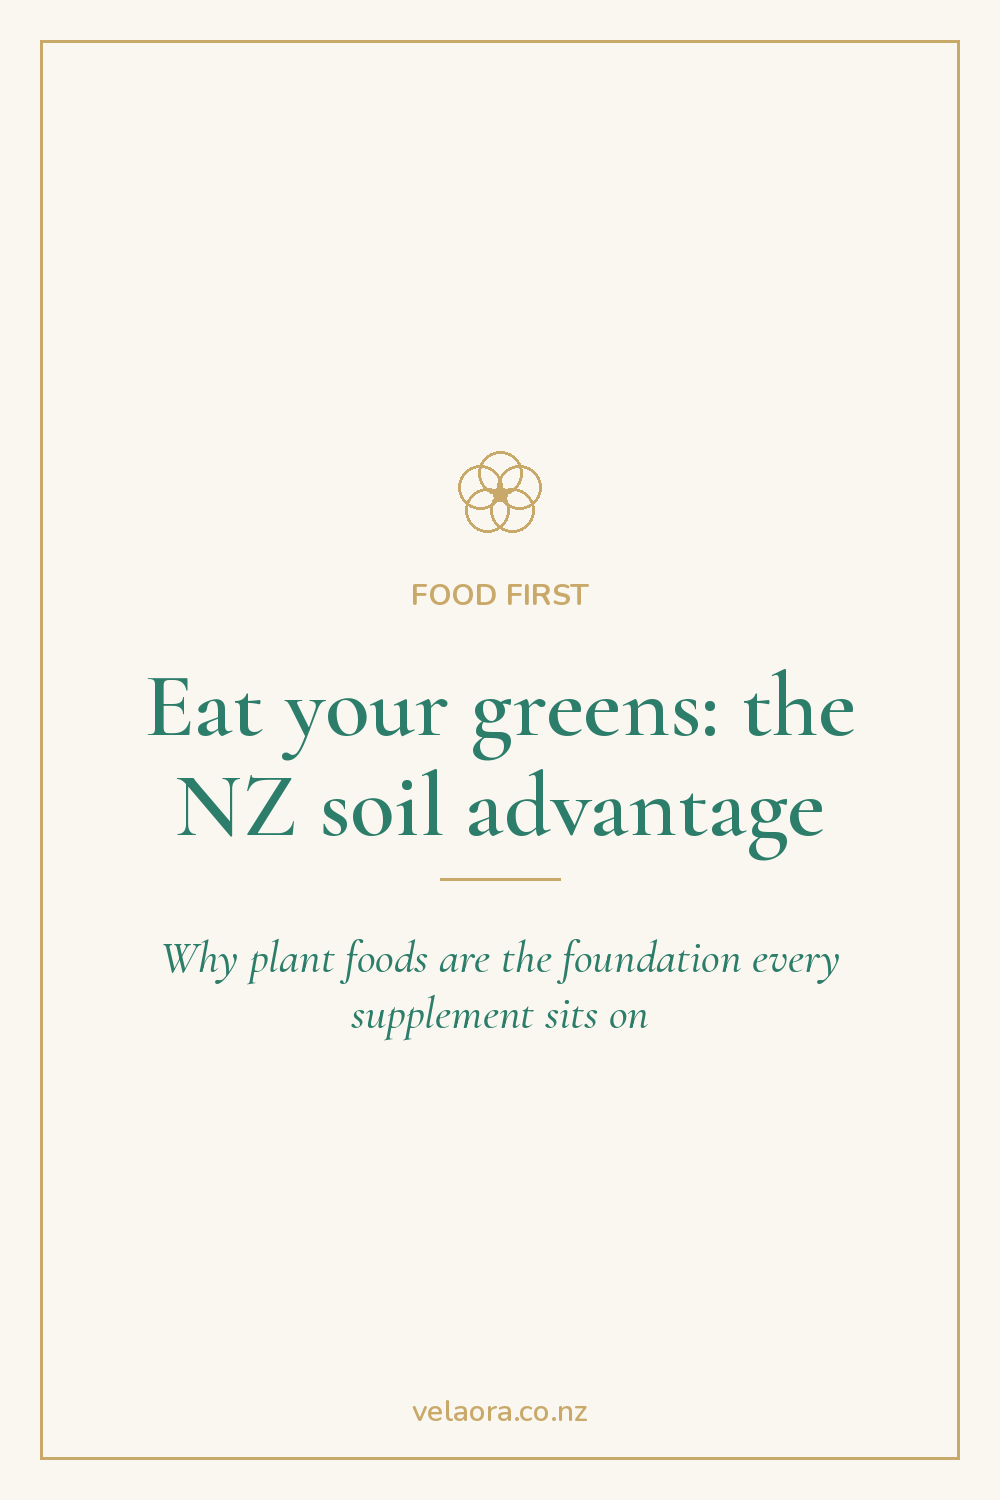 FOOD FIRST
Eat your greens: the
NZ soil advantage
Why plant foods are the foundation every
supplement sits on
velaora.co.nz